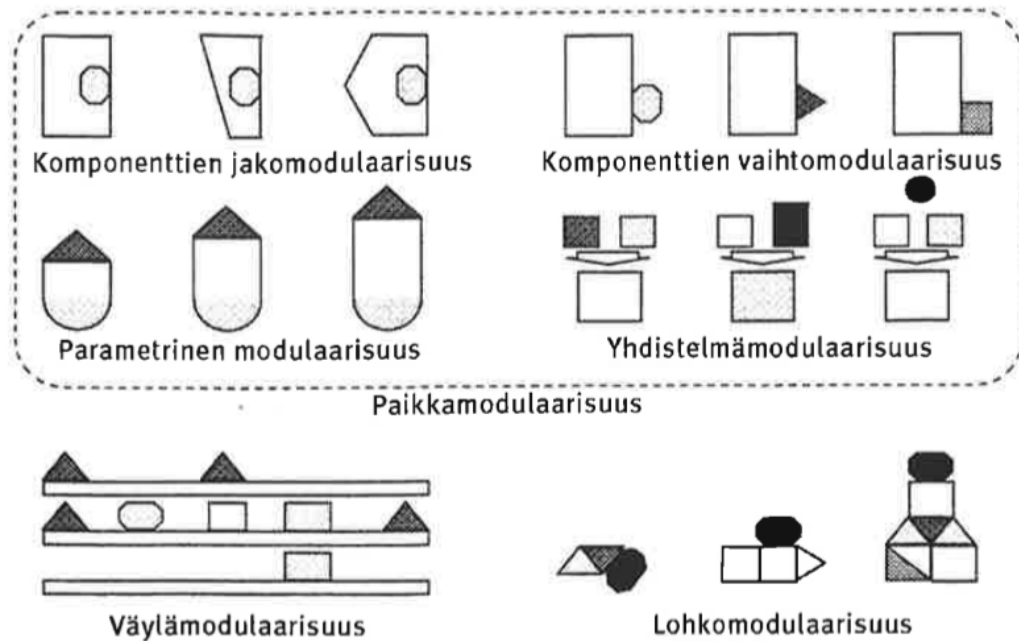 Komponenttien jakomodulaarisuus
Komponenttien vaihtomodulaarisuus
Parametrinen modulaarisuus
Yhdistelmämodulaarisuus
Paikkamodulaarisuus
Väylämodulaarisuus
Lohkomodulaarisuus